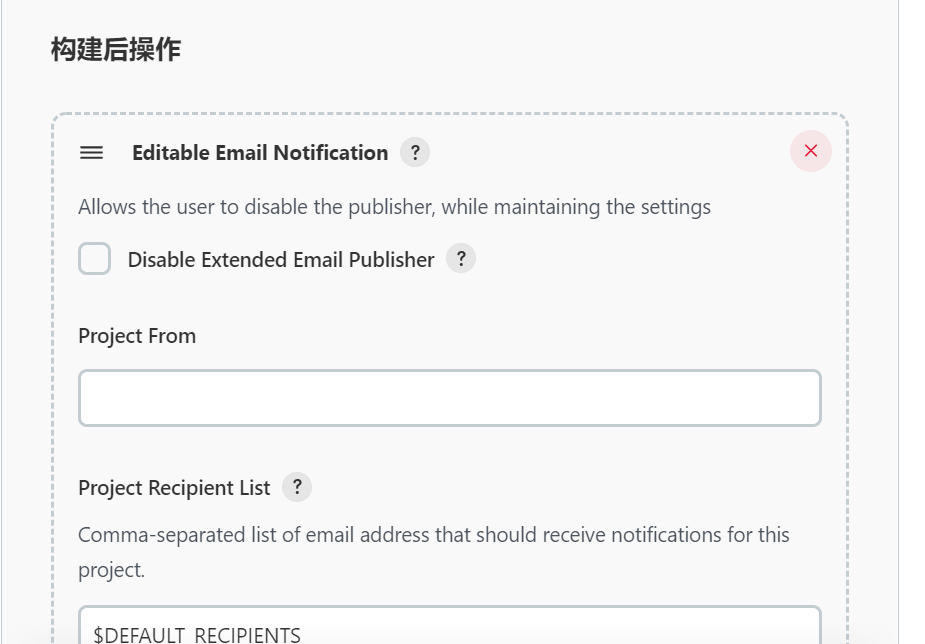 构建后操作
Editable Email Notification ?
Allows the user to disable the publisher, while maintaining the settings
Disable Extended Email Publisher ?
Project From
Project Recipient List ?
Comma-separated list of email address that should receive notifications for this
project.
$DEFAULT_RECIPIENTS